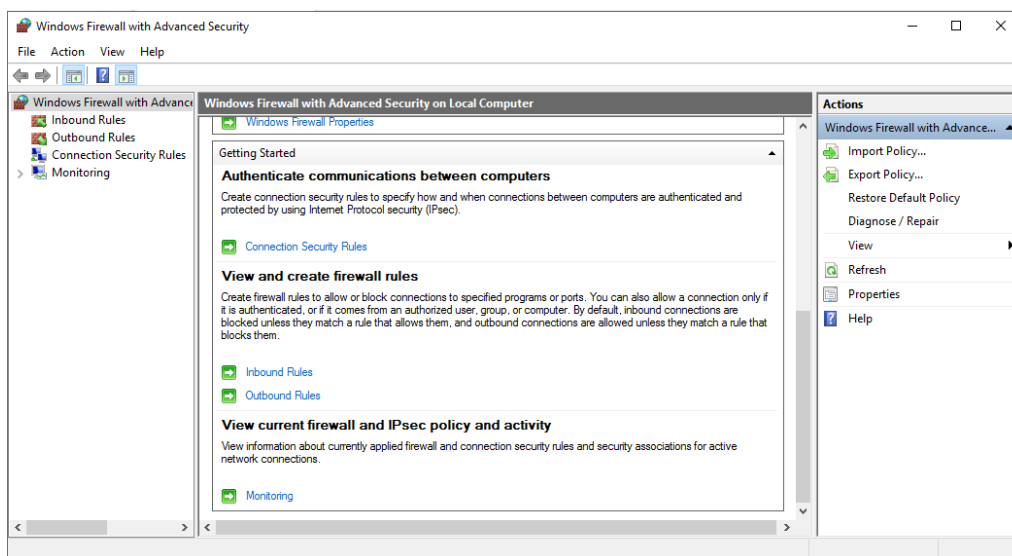 Windows Firewall with Advanced Security
File Action View Help
Windows Firewall with Advance
Inbound Rules
Outbound Rules
Connection Security Rules
Monitoring
Windows Firewall with Advanced Security on Local Computer
Windows Firewall Properties
Getting Started
Authenticate communications between computers
Create connection security rules to specify how and when connections between computers are authenticated and
protected by using Internet Protocol security (IPsec).
Connection Security Rules
View and create firewall rules
Create firewall rules to allow or block connections to specified programs or ports. You can also allow a connection only if
it is authenticated, or if it comes from an authorized user, group, or computer. By default, inbound connections are
blocked unless they match a rule that allows them, and outbound connections are allowed unless they match a rule that
blocks them.
Inbound Rules
Outbound Rules
View current firewall and IPsec policy and activity
View information about currently applied firewall and connection security rules and security associations for active
network connections.
Monitoring
Actions
Windows Firewall with Advance...
Import Policy...
Export Policy...
Restore Default Policy
Diagnose / Repair
View
Refresh
Properties
Help